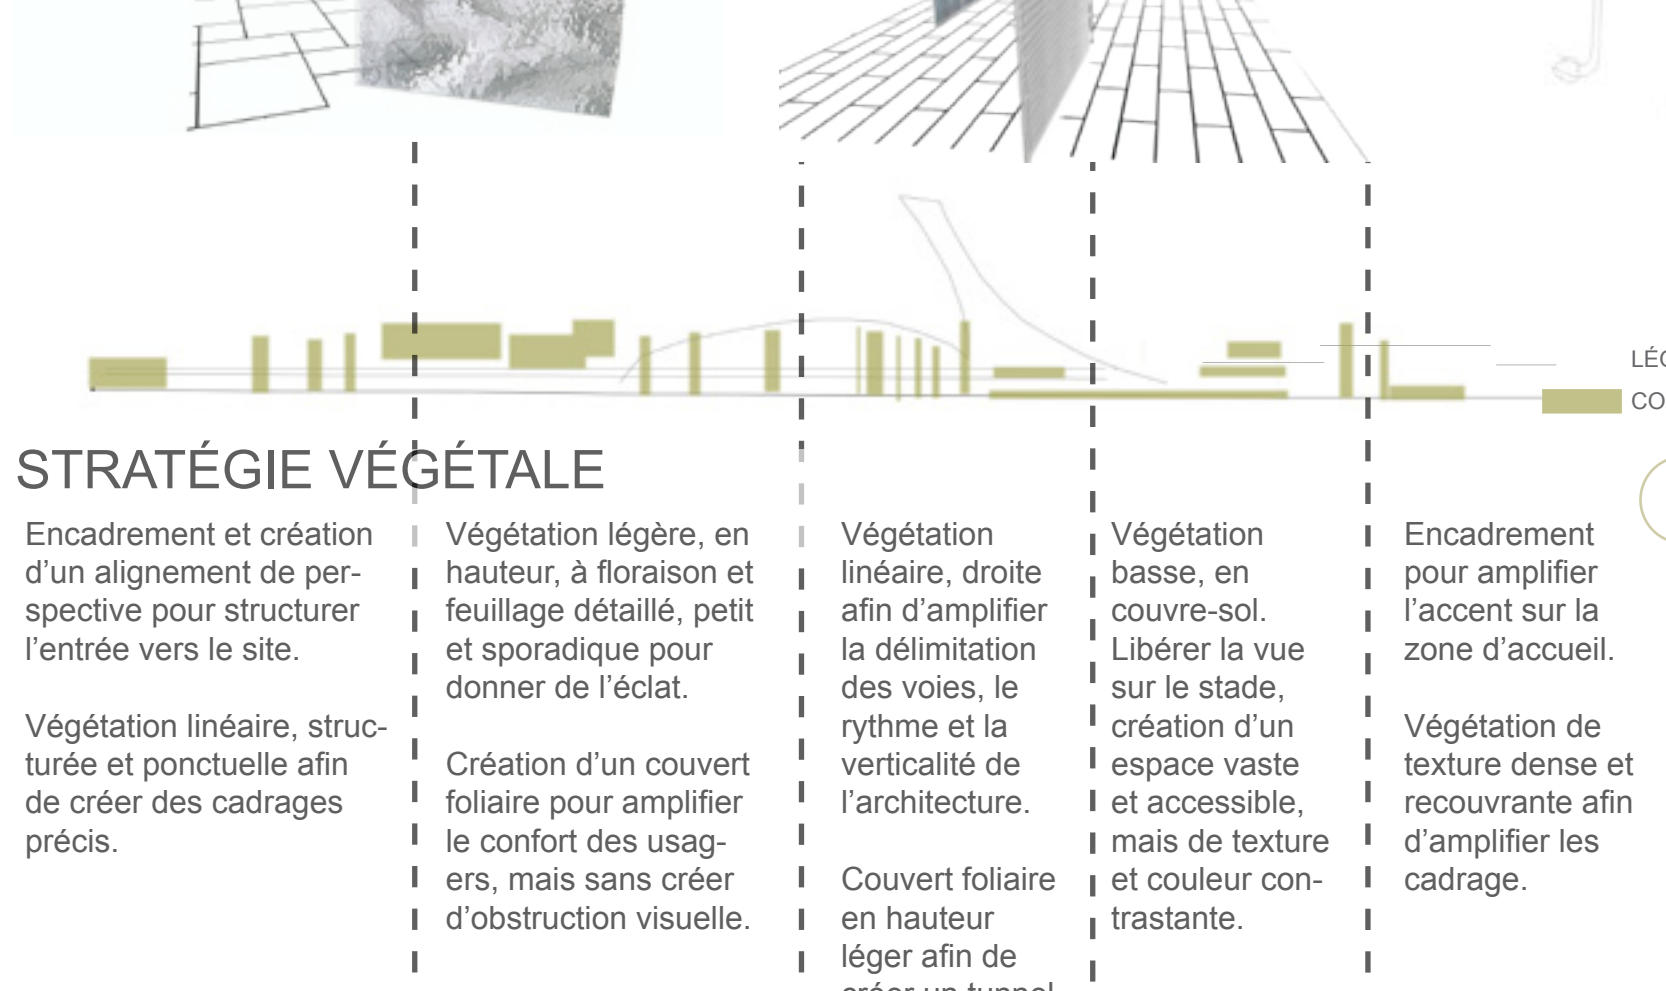 LÉG
CO
STRATÉGIE VÉGÉTALE
Encadrement et création
d’un alignement de per-
spective pour structurer
l’entrée vers le site.
Végétation linéaire, struc-
turée et ponctuelle afin
de créer des cadrages
précis.
Végétation légère, en
hauteur, à floraison et
feuillage détaillé, petit
et sporadique pour
donner de l’éclat.
Création d’un couvert
foliaire pour amplifier
le confort des usag-
ers, mais sans créer
d’obstruction visuelle.
Végétation
linéaire, droite
afin d’amplifier
la délimitation
des voies, le
rythme et la
verticalité de
l’architecture.
Couvert foliaire
en hauteur
léger afin de
créer un tunnel
Végétation
basse, en
couvre-sol.
Libérer la vue
sur le stade,
création d’un
espace vaste
et accessible,
mais de texture
et couleur con-
trastante.
Encadrement
pour amplifier
l’accent sur la
zone d’accueil.
Végétation de
texture dense et
recouvrante afin
d’amplifier les
cadrage.